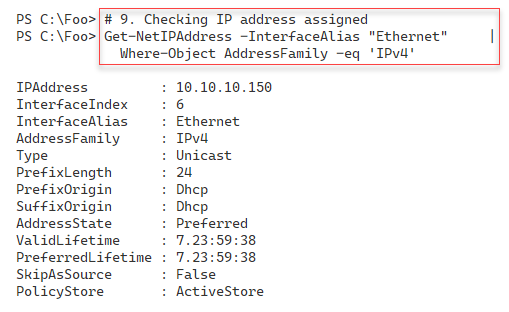 PS C:\Foo> # 9. Checking IP address assigned
PS C:\Foo> Get-NetIPAddress -InterfaceAlias "Ethernet"     |
             Where-Object AddressFamily -eq 'IPv4'

IPAddress         : 10.10.10.150
InterfaceIndex    : 6
InterfaceAlias    : Ethernet
AddressFamily     : IPv4
Type              : Unicast
PrefixLength      : 24
PrefixOrigin      : Dhcp
SuffixOrigin      : Dhcp
AddressState      : Preferred
ValidLifetime     : 7.23:59:38
PreferredLifetime : 7.23:59:38
SkipAsSource      : False
PolicyStore       : ActiveStore